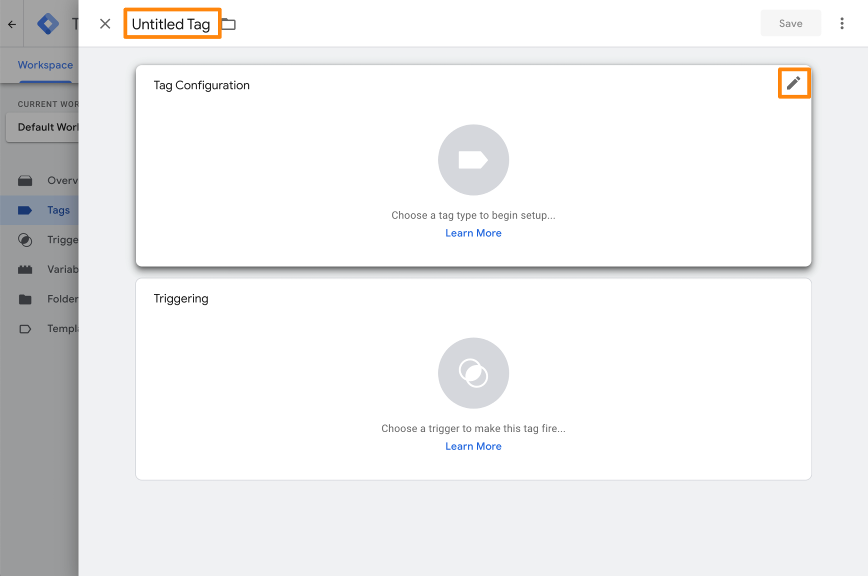 T
Untitled Tag
Save
Workspace
CURRENT WOR
Default Work
Overv
Tags
Trigge
Variab
Folder
Templa
Tag Configuration
Choose a tag type to begin setup...
Learn More
Triggering
Choose a trigger to make this tag fire...
Learn More